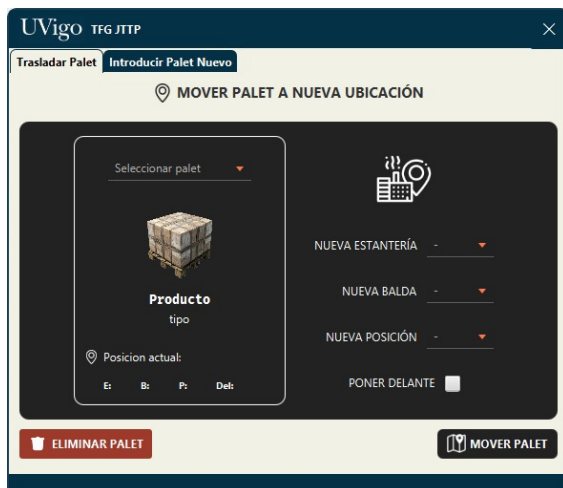 UVigo TFG JTTP
Trasladar Palet
Introducir Palet Nuevo
MOVER PALET A NUEVA UBICACIÓN
Seleccionar palet
Producto
tipo
Posicion actual:
E: B: P: Del:
NUEVA ESTANTERÍA -
NUEVA BALDA -
NUEVA POSICIÓN -
PONER DELANTE
ELIMINAR PALET
MOVER PALET